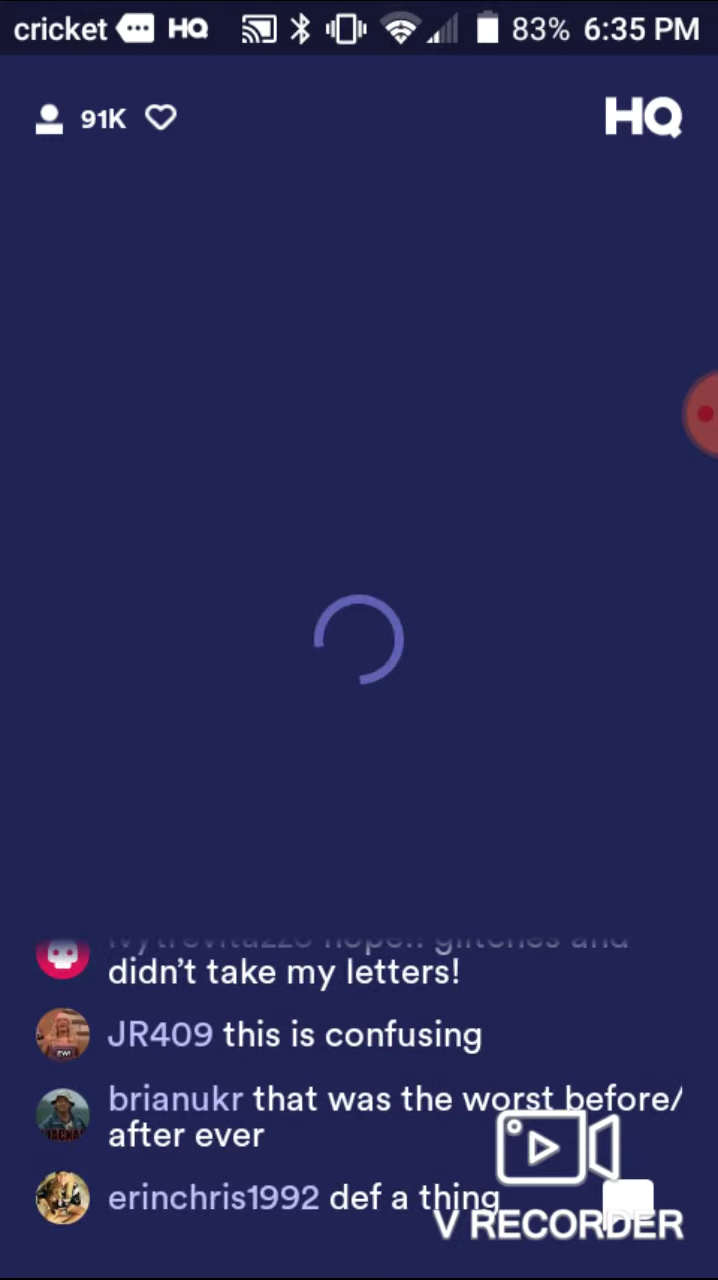 cricket HQ 83% 6:35 PM
91K HQ
didn't take my letters!
JR409 this is confusing
brianukr that was the worst before/
after ever
erinchris1992 def a thing
V RECORDER